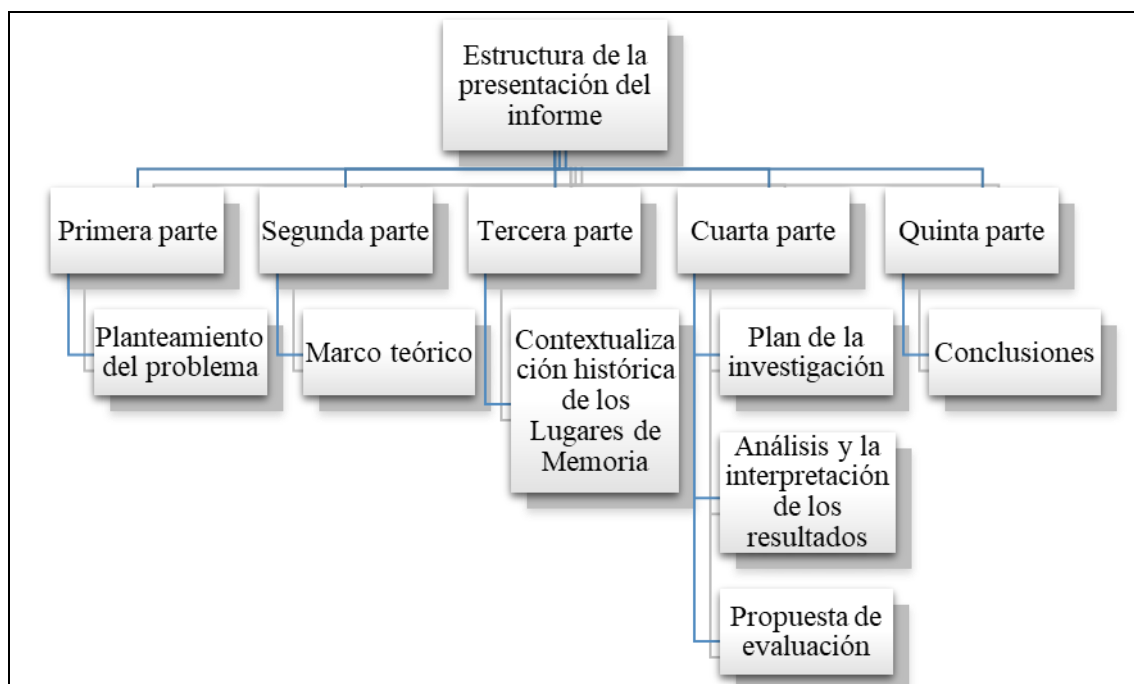 Estructura de la
presentación del
informe
Primera parte
Segunda parte
Tercera parte
Cuarta parte
Quinta parte
Planteamiento
del problema
Marco teórico
Contextualiza
ción histórica
de los
Lugares de
Memoria
Plan de la
investigación
Análisis y la
interpretación
de los
resultados
Propuesta de
evaluación
Conclusiones